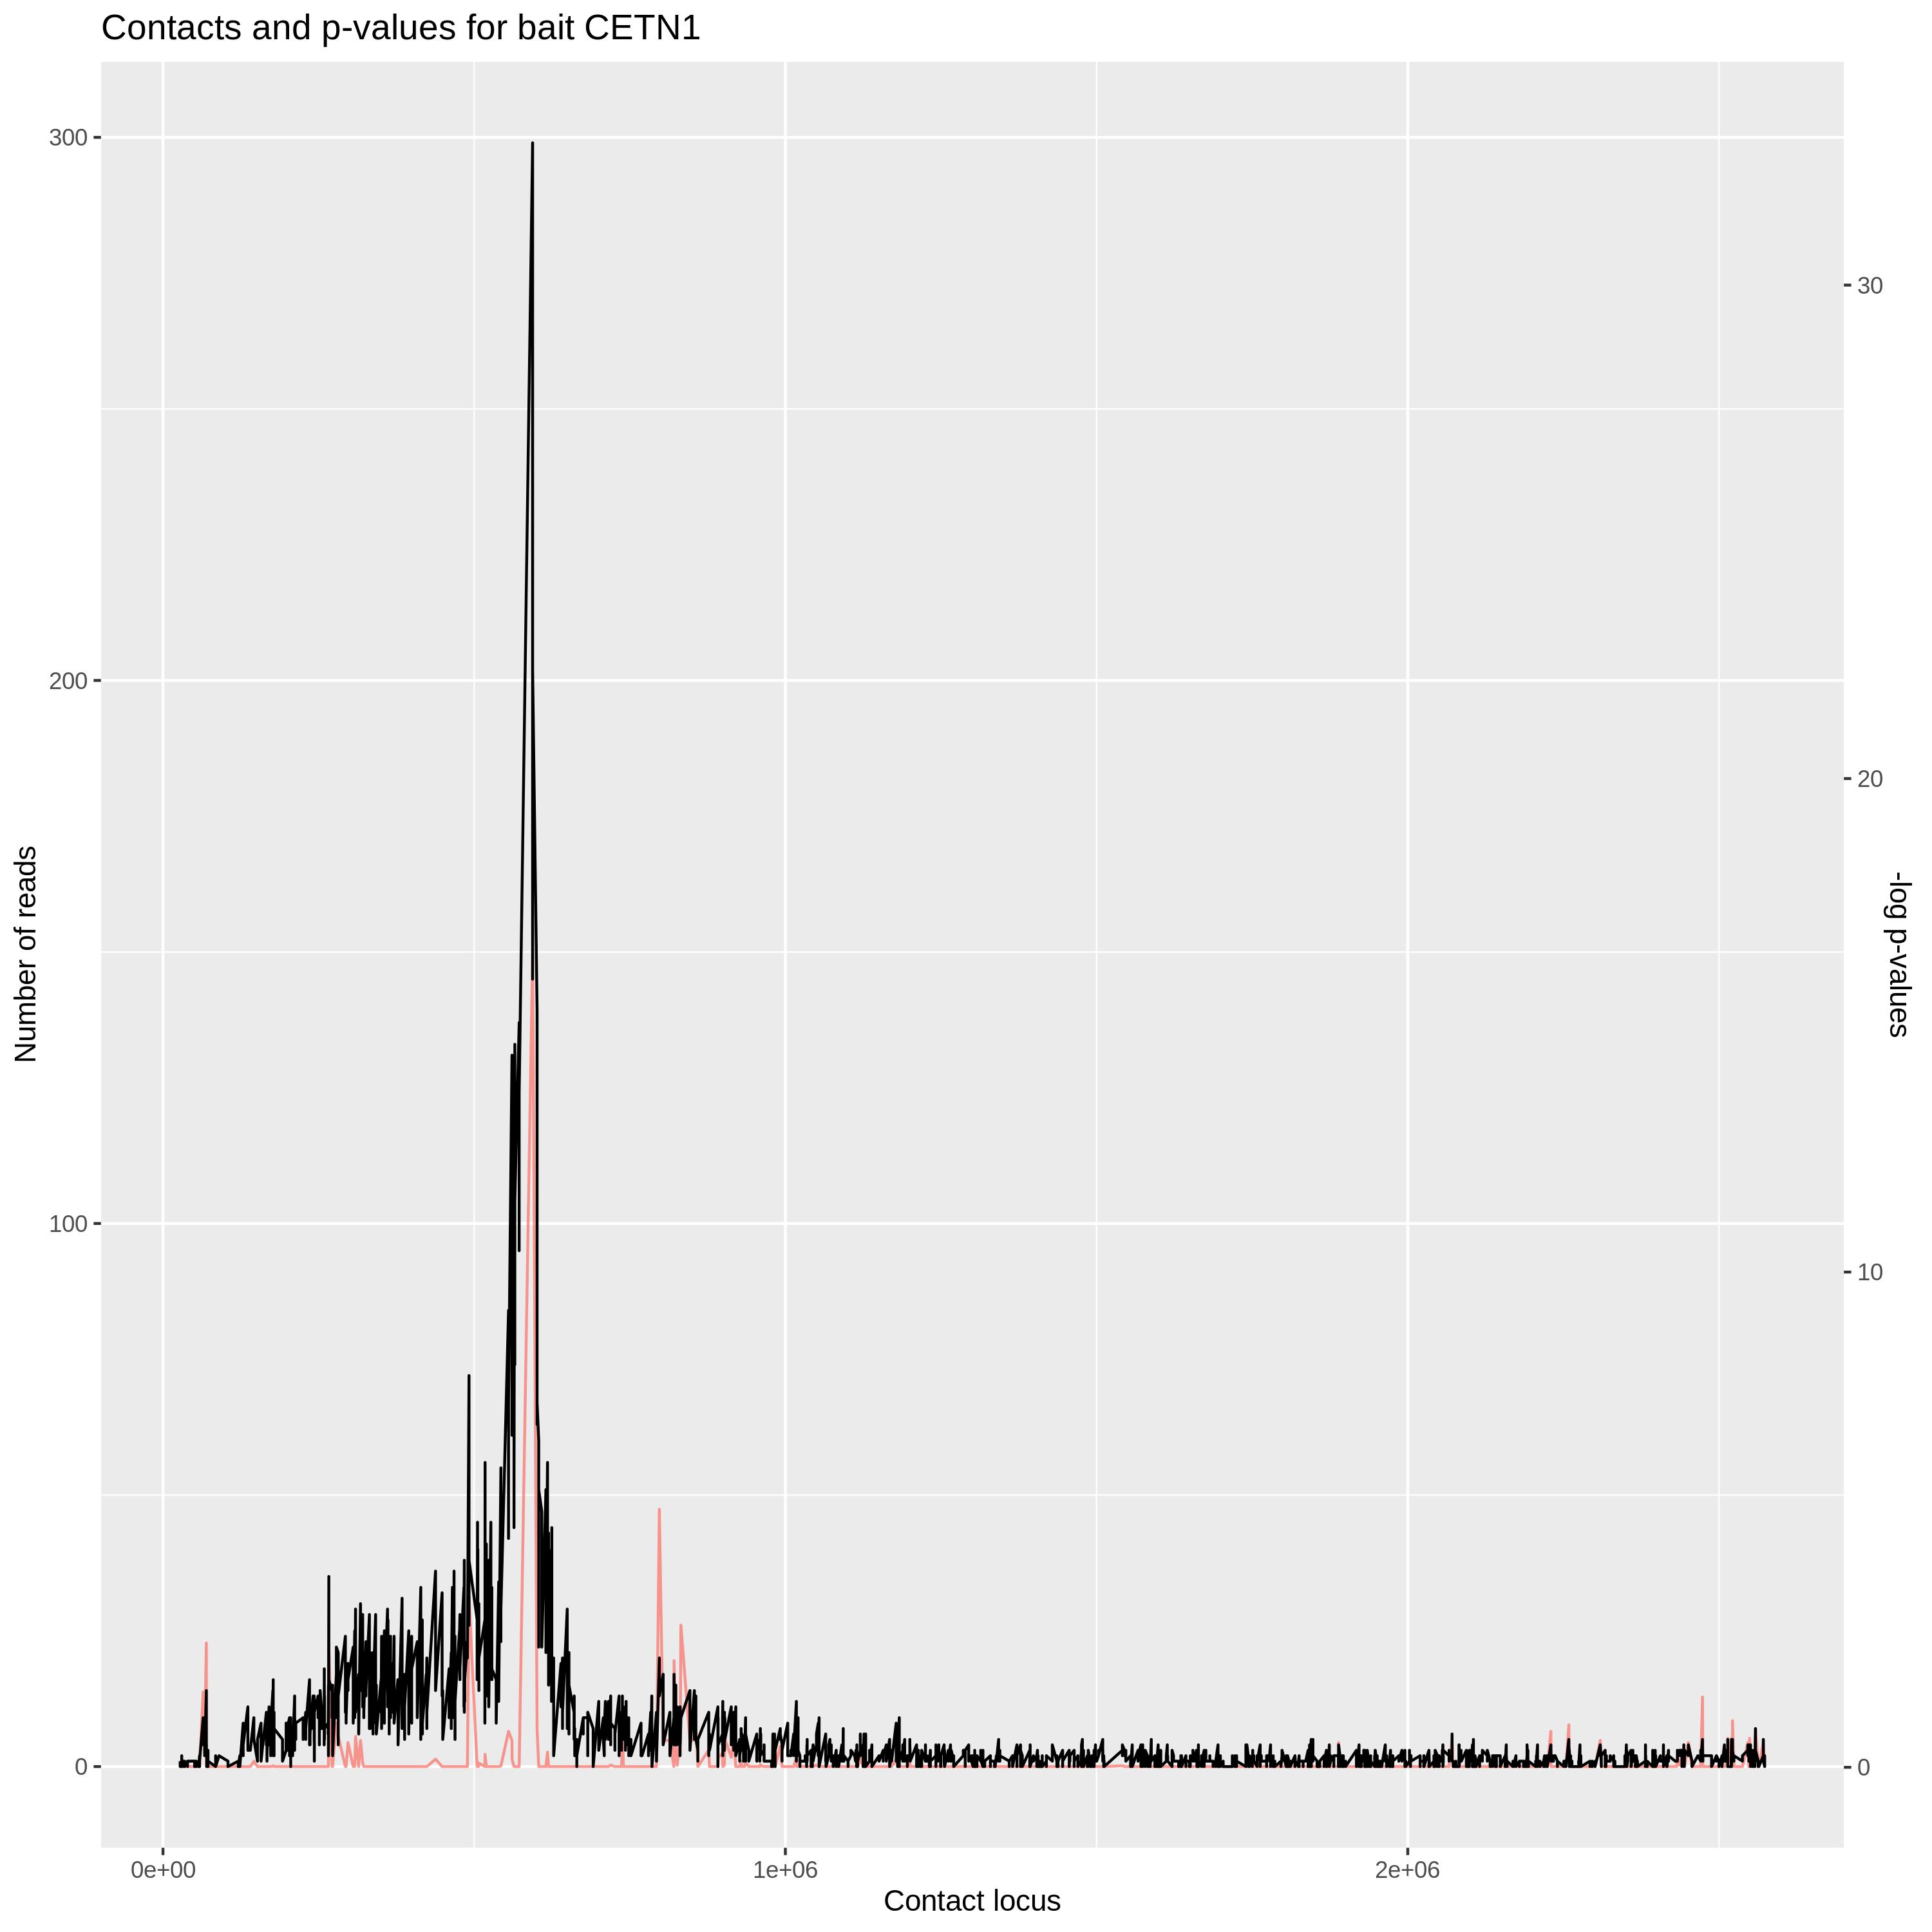 Contacts and p-values for bait CETN1
300
200
100
0
Number of reads
30
20
10
0
-log p-values
0e+00
1e+06
2e+06
Contact locus